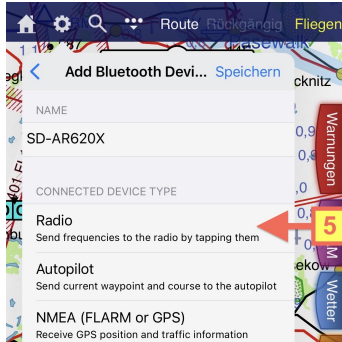 Route Rückgängig Fliegen
Add Bluetooth Devi... Speichern
cknitz
NAME
SD-AR620X
Warnungen
CONNECTED DEVICE TYPE
Radio
Send frequencies to the radio by tapping them
5
Autopilot
Send current waypoint and course to the autopilot
Wetter
NMEA (FLARM or GPS)
Receive GPS position and traffic information